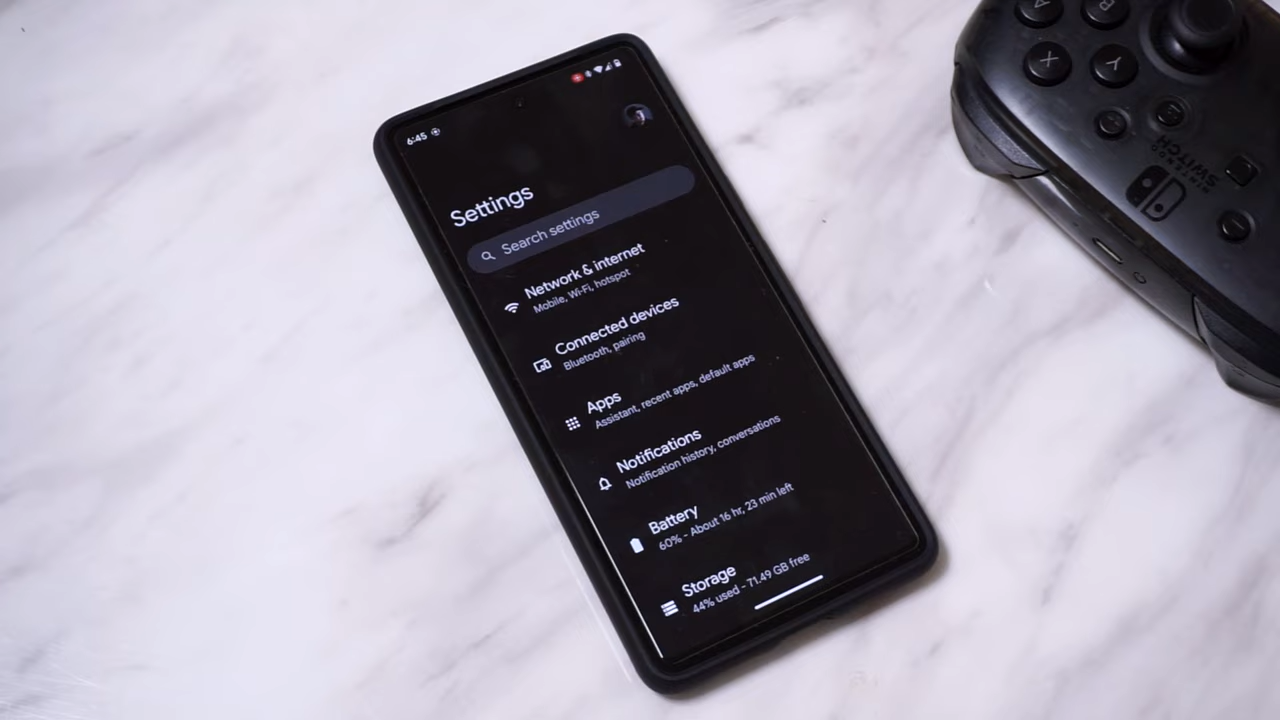 6:45
Settings
Search settings
Network & internet
Mobile, Wi-Fi, hotspot
Connected devices
Bluetooth, pairing
Apps
Assistant, recent apps, default apps
Notifications
Notification history, conversations
Battery
60% - About 16 hr, 23 min left
Storage
44% used - 71.49 GB free
A
B
X
Y
NINTENDO
SWITCH